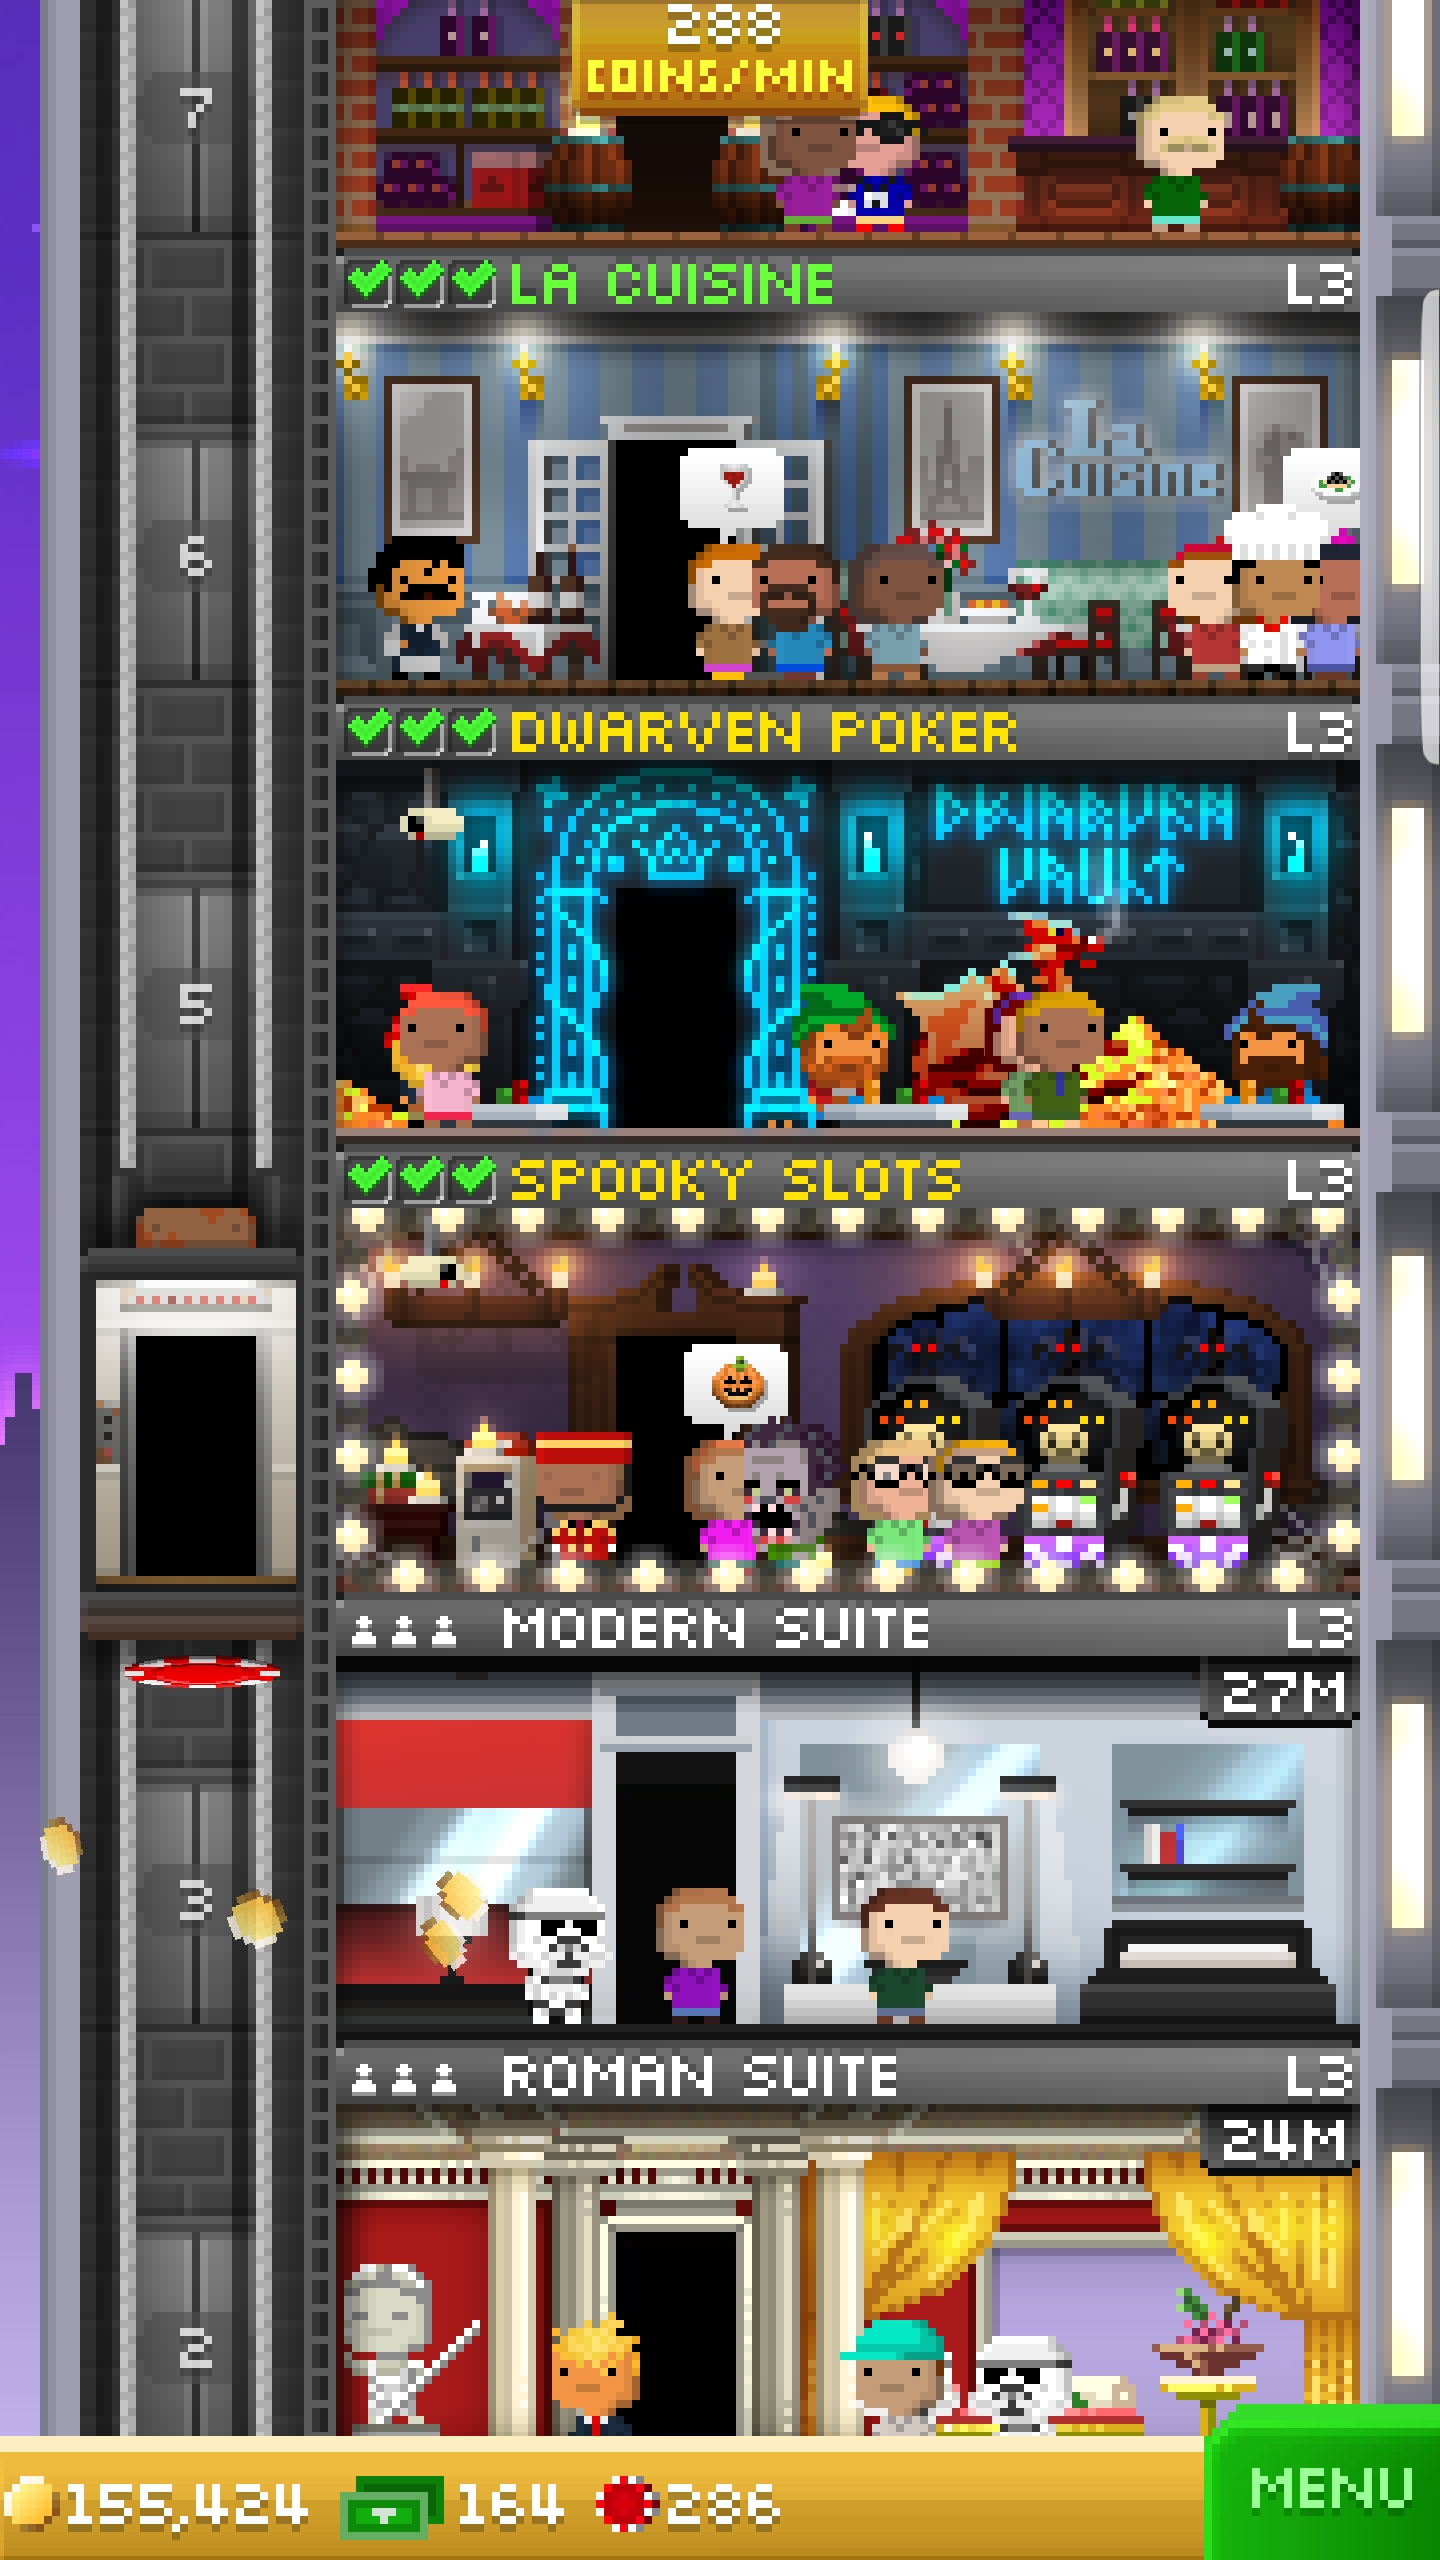 288
COINS/MIN
7
LA CUISINE L3
La
Cuisine
6
DWARVEN POKER L3
DWARVEN
VAULT
5
SPOOKY SLOTS L3
MODERN SUITE L3
27M
3
ROMAN SUITE L3
24M
2
155,424 164 286
MENU